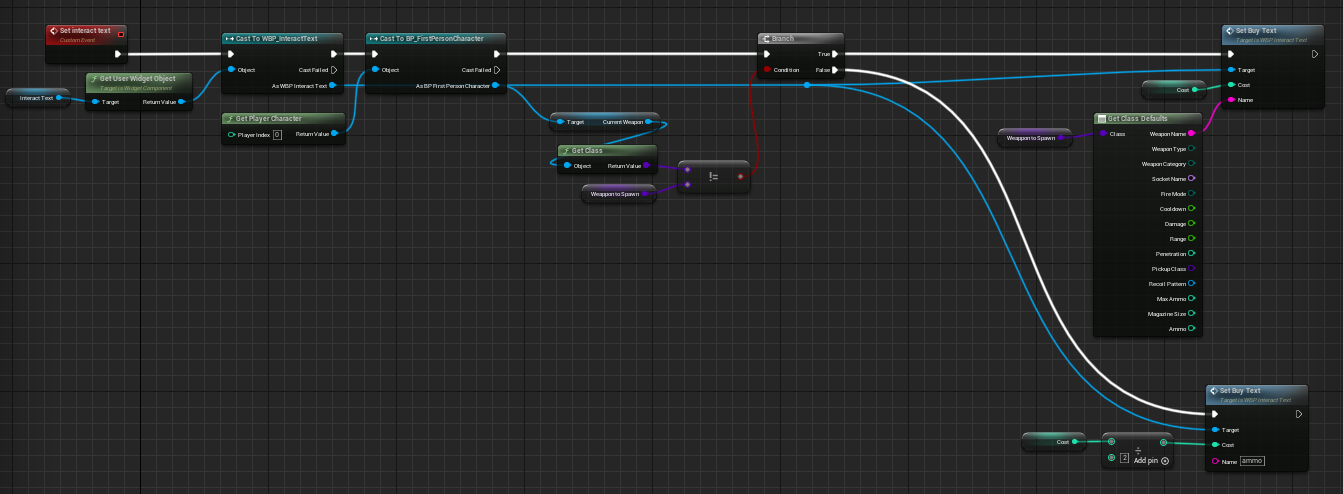 Set interact text
Custom Event
Interact Text
Get User Widget Object
Target is Widget Component
Target
Return Value
Cast To WBP_InteractText
Object
Cast Failed
As WBP Interact Text
Get Player Character
Player Index
0
Return Value
Cast To BP_FirstPersonCharacter
Object
Cast Failed
As BP First Person Character
Target
Current Weapon
Get Class
Object
Return Value
Weappon to Spawn
!=
Branch
Condition
True
False
Weappon to Spawn
Get Class Defaults
Class
Weapon Name
Weapon Type
Weapon Category
Socket Name
Fire Mode
Cooldown
Damage
Range
Penetration
Pickup Class
Recoil Pattern
Max Ammo
Magazine Size
Ammo
Cost
Set Buy Text
Target is WBP Interact Text
Target
Cost
Name
Cost
2
÷
Add pin
Set Buy Text
Target is WBP Interact Text
Target
Cost
Name
ammo